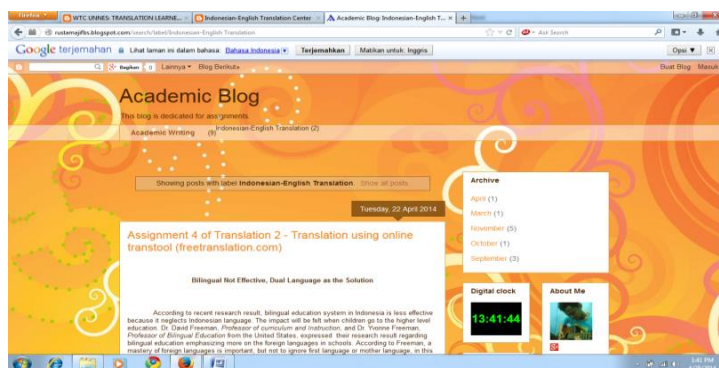 Firefox
WTC UNNES: TRANSLATION LEARNE...
Indonesian-English Translation Center
Academic Blog: Indonesian-English T...
rustamajifbs.blogspot.com/search/label/Indonesian-English Translation
Ask Search
Google terjemahan
Lihat laman ini dalam bahasa: Bahasa Indonesia
Terjemahkan
Matikan untuk: Inggris
Opsi ▼
Bagikan 0 Lainnya ▼ Blog Berikut»
Buat Blog Masuk
Academic Blog
This blog is dedicated for assignments
Academic Writing (9)
Indonesian-English Translation (2)
Showing posts with label Indonesian-English Translation. Show all posts
Tuesday, 22 April 2014
Assignment 4 of Translation 2 - Translation using online
transtool (freetranslation.com)
Bilingual Not Effective, Dual Language as the Solution
According to recent research result, bilingual education system in Indonesia is less effective
because it neglects Indonesian language. The impact will be felt when children go to the higher level
education. Dr. David Freeman, Professor of curriculum and instruction, and Dr. Yvonne Freeman,
Professor of Bilingual Education from the United States, expressed their research result regarding
bilingual education emphasizing more on the foreign languages in schools. According to Freeman, a
mastery of foreign languages is important, but not to ignore first language or mother language, in this
Archive
April (1)
March (1)
November (5)
October (1)
September (3)
Digital clock
13:41:44
About Me
1:41 PM